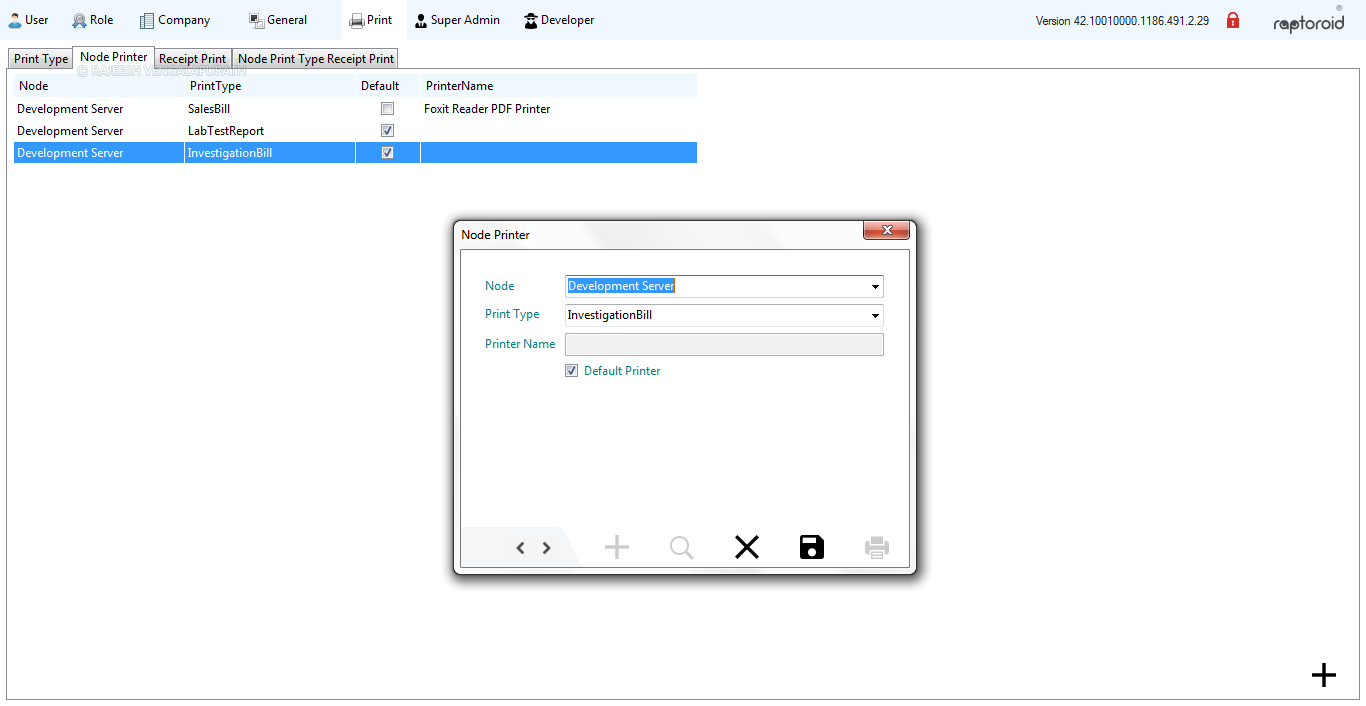 User Role Company General Print Super Admin Developer Version 42.10010000.1186.491.2.29 raptoroid ®
Print Type Node Printer Receipt Print Node Print Type Receipt Print
© RAJEESH VENGALAPURATH
Node PrintType Default PrinterName
Development Server SalesBill Foxit Reader PDF Printer
Development Server LabTestReport
Development Server InvestigationBill
Node Printer
Node Development Server
Print Type InvestigationBill
Printer Name
Default Printer